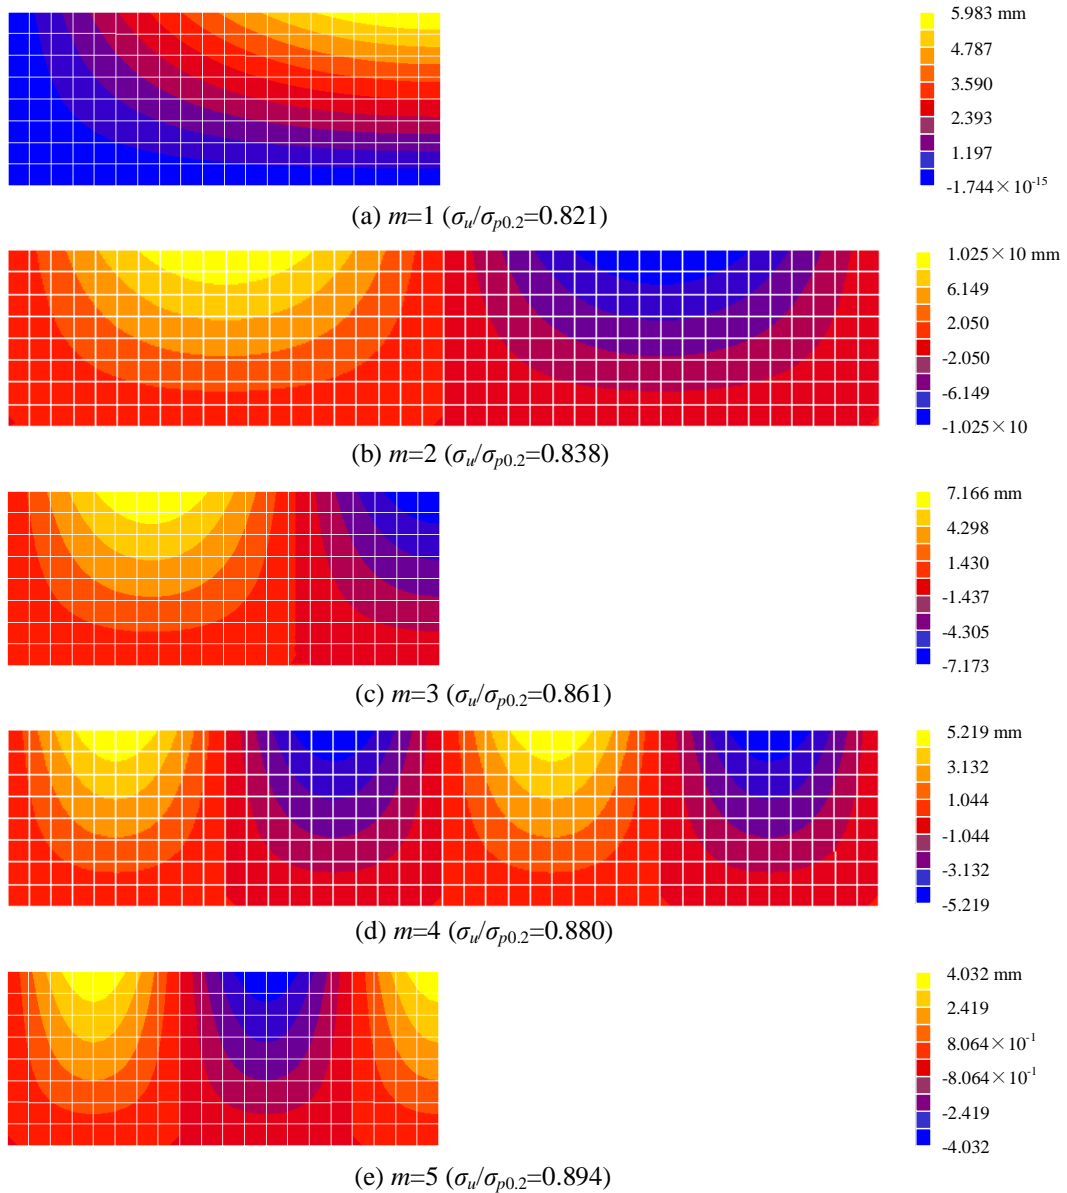 5.983 mm
4.787
3.590
2.393
1.197
-1.744×10⁻¹⁵
(a) m=1 (σᵤ/σₚ₀.₂=0.821)
1.025×10 mm
6.149
2.050
-2.050
-6.149
-1.025×10
(b) m=2 (σᵤ/σₚ₀.₂=0.838)
7.166 mm
4.298
1.430
-1.437
-4.305
-7.173
(c) m=3 (σᵤ/σₚ₀.₂=0.861)
5.219 mm
3.132
1.044
-1.044
-3.132
-5.219
(d) m=4 (σᵤ/σₚ₀.₂=0.880)
4.032 mm
2.419
8.064×10⁻¹
-8.064×10⁻¹
-2.419
-4.032
(e) m=5 (σᵤ/σₚ₀.₂=0.894)